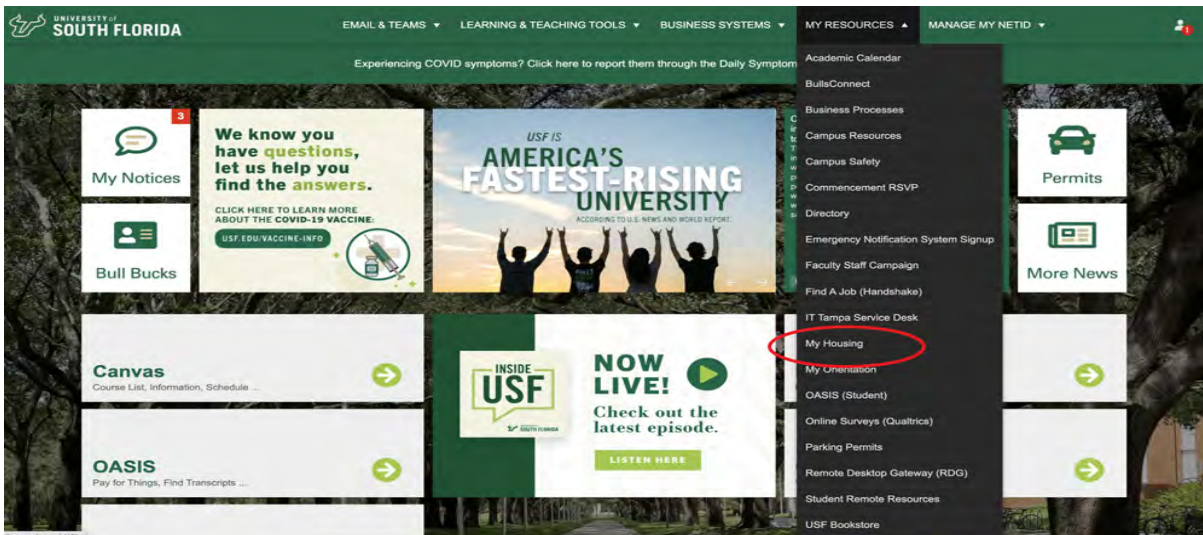 UNIVERSITY of
SOUTH FLORIDA
EMAIL & TEAMS
LEARNING & TEACHING TOOLS
BUSINESS SYSTEMS
MY RESOURCES
MANAGE MY NETID
1
Experiencing COVID symptoms? Click here to report them through the Daily Symptom
3
My Notices
Bull Bucks
We know you
have questions,
let us help you
find the answers.
CLICK HERE TO LEARN MORE
ABOUT THE COVID-19 VACCINE:
USF.EDU/VACCINE-INFO
USF IS
AMERICA'S
FASTEST-RISING
UNIVERSITY
ACCORDING TO U.S. NEWS AND WORLD REPORT.
Academic Calendar
BullsConnect
Business Processes
Campus Resources
Campus Safety
Commencement RSVP
Directory
Emergency Notification System Signup
Faculty Staff Campaign
Find A Job (Handshake)
IT Tampa Service Desk
My Housing
My Orientation
OASIS (Student)
Online Surveys (Qualtrics)
Parking Permits
Remote Desktop Gateway (RDG)
Student Remote Resources
USF Bookstore
Permits
More News
Canvas
Course List, Information, Schedule ...
OASIS
Pay for Things, Find Transcripts ...
INSIDE
USF
UNIVERSITY of
SOUTH FLORIDA
NOW
LIVE!
Check out the
latest episode.
LISTEN HERE